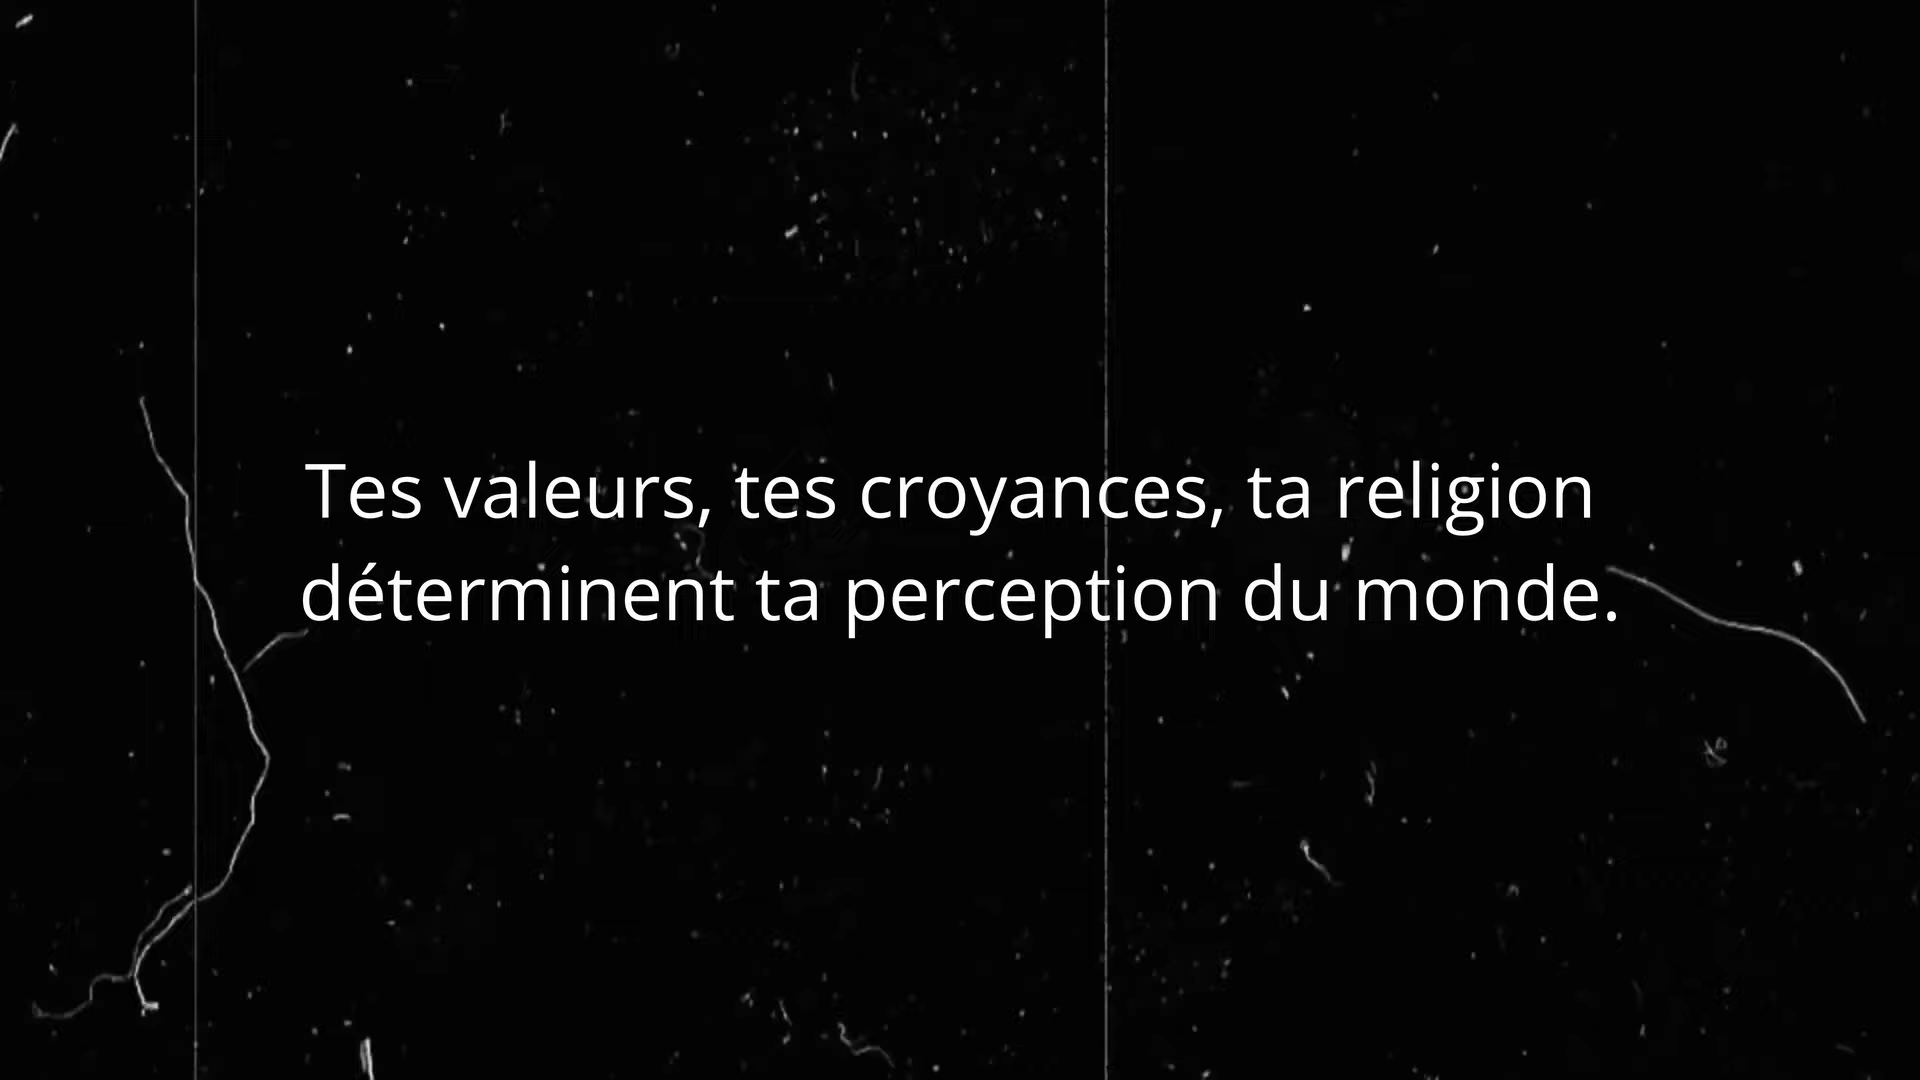 Tes valeurs, tes croyances, ta religion
déterminent ta perception du monde.